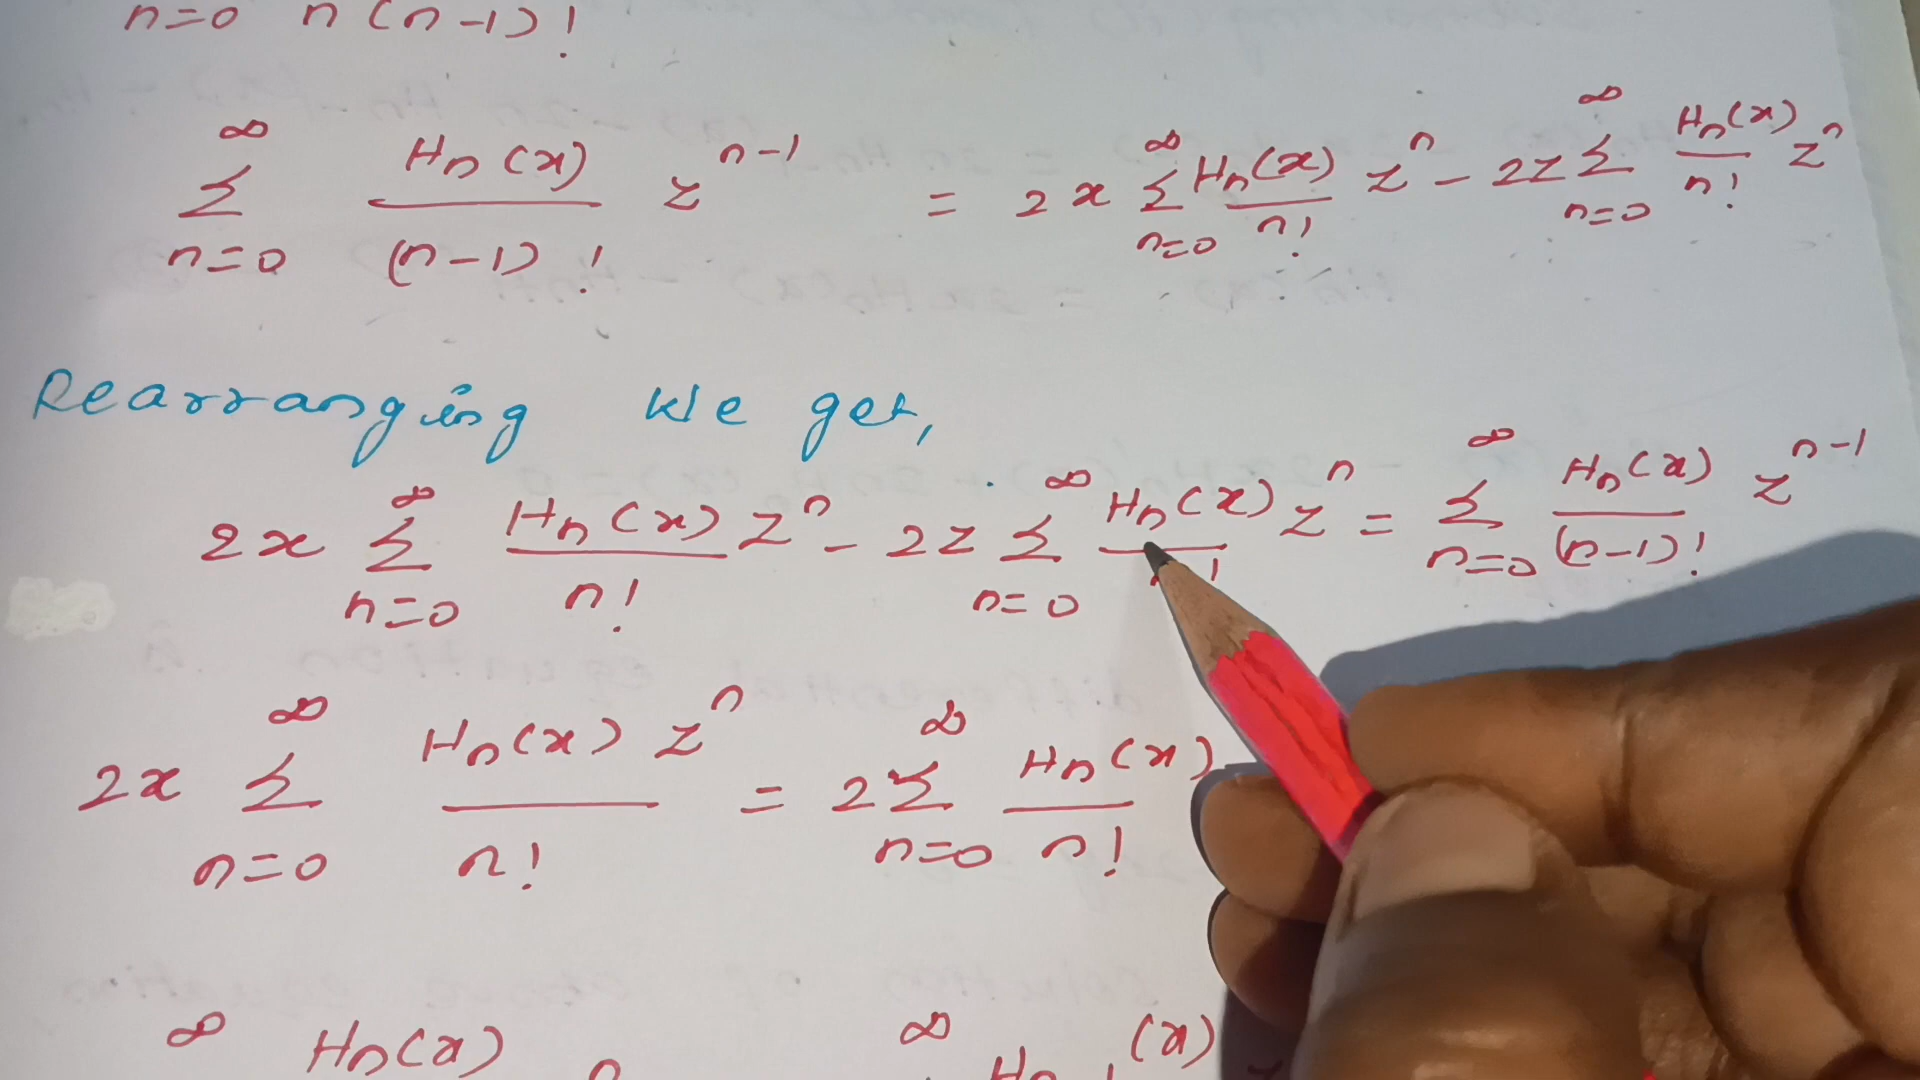 n=0 n(n-1)!
∞ ∑ n=0 Hn(x) / (n-1)! z^n-1 = 2x ∞ ∑ n=0 Hn(x) / n! z^n - 2z ∞ ∑ n=0 Hn(x) / n! z^n
Rearranging We get,
2x ∞ ∑ n=0 Hn(x) / n! z^n - 2z ∞ ∑ n=0 Hn(x) / ! z^n = ∞ ∑ n=0 Hn(x) / (n-1)! z^n-1
2x ∞ ∑ n=0 Hn(x) z^n / n! = 2 ∞ ∑ n=0 Hn(x) / n!
∞ Hn(x) n ∞ (x)